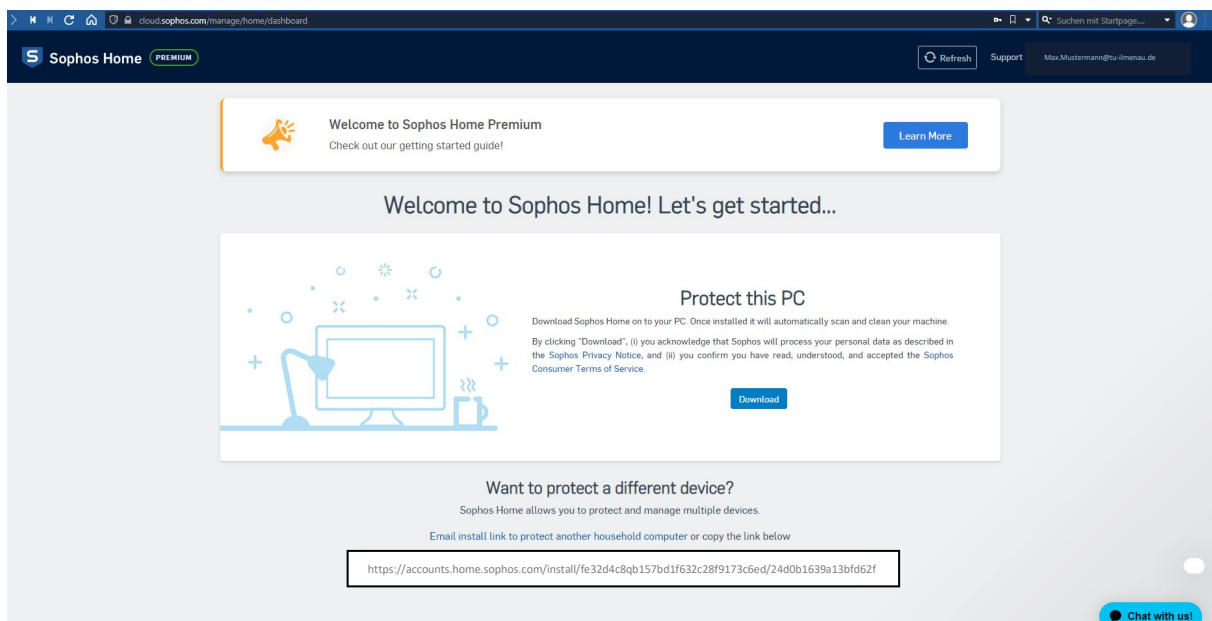 cloud.sophos.com/manage/home/dashboard
Suchen mit Startpage....
S Sophos Home PREMIUM
Refresh
Support
Max.Mustermann@tu-ilmenau.de
Welcome to Sophos Home Premium
Check out our getting started guide!
Learn More
Welcome to Sophos Home! Let's get started...
Protect this PC
Download Sophos Home on to your PC. Once installed it will automatically scan and clean your machine.
By clicking "Download", (i) you acknowledge that Sophos will process your personal data as described in
the Sophos Privacy Notice, and (ii) you confirm you have read, understood, and accepted the Sophos
Consumer Terms of Service.
Download
Want to protect a different device?
Sophos Home allows you to protect and manage multiple devices.
Email install link to protect another household computer or copy the link below
https://accounts.home.sophos.com/install/fe32d4c8qb157bd1f632c28f9173c6ed/24d0b1639a13bfd62f
Chat with us!